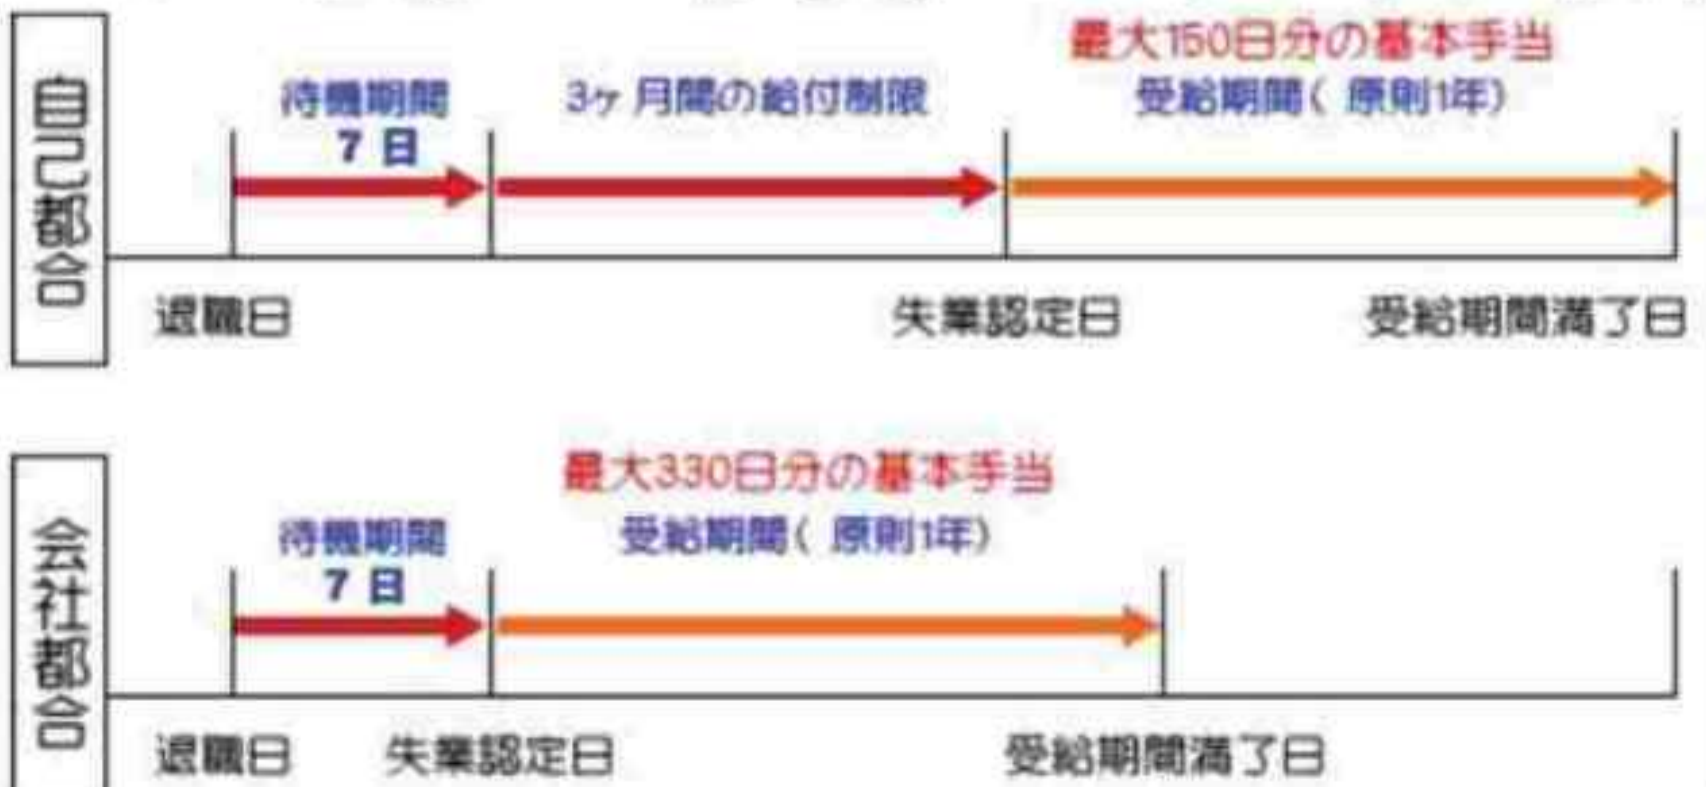 自己都合
最大150日分の基本手当
待機期間
3ヶ月間の給付制限
受給期間( 原則1年)
7 日
退職日
失業認定日
受給期間満了日
会社都合
最大330日分の基本手当
待機期間
受給期間( 原則1年)
7 日
退職日
失業認定日
受給期間満了日